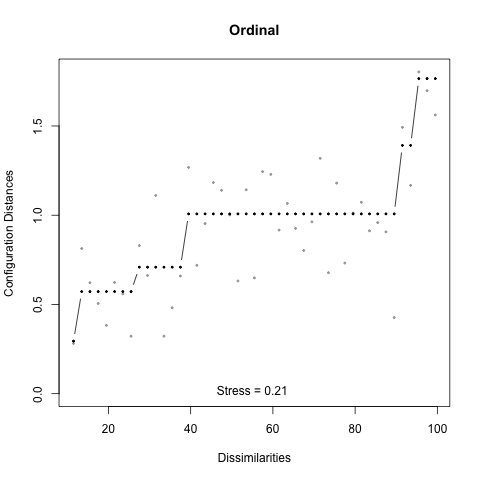 Ordinal
Configuration Distances
1.5
1.0
0.5
0.0
Stress = 0.21
20 40 60 80 100
Dissimilarities